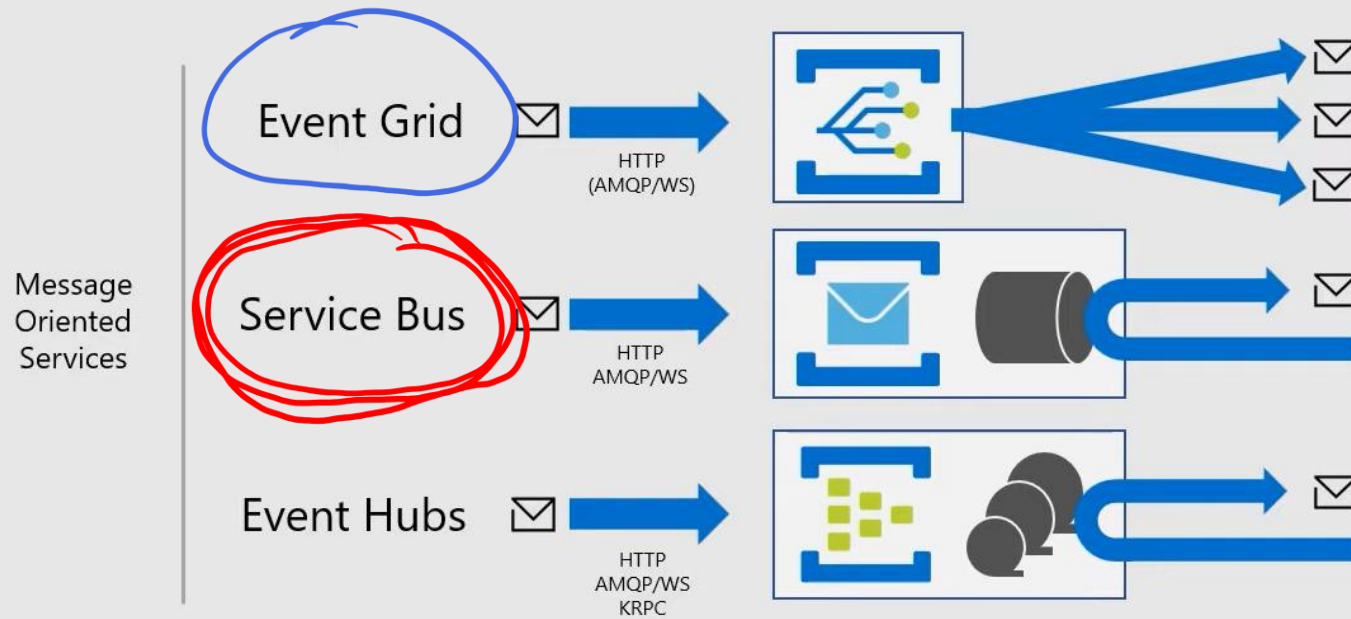 Message
Oriented
Services
Event Grid
HTTP
(AMQP/WS)
Service Bus
HTTP
AMQP/WS
Event Hubs
HTTP
AMQP/WS
KRPC